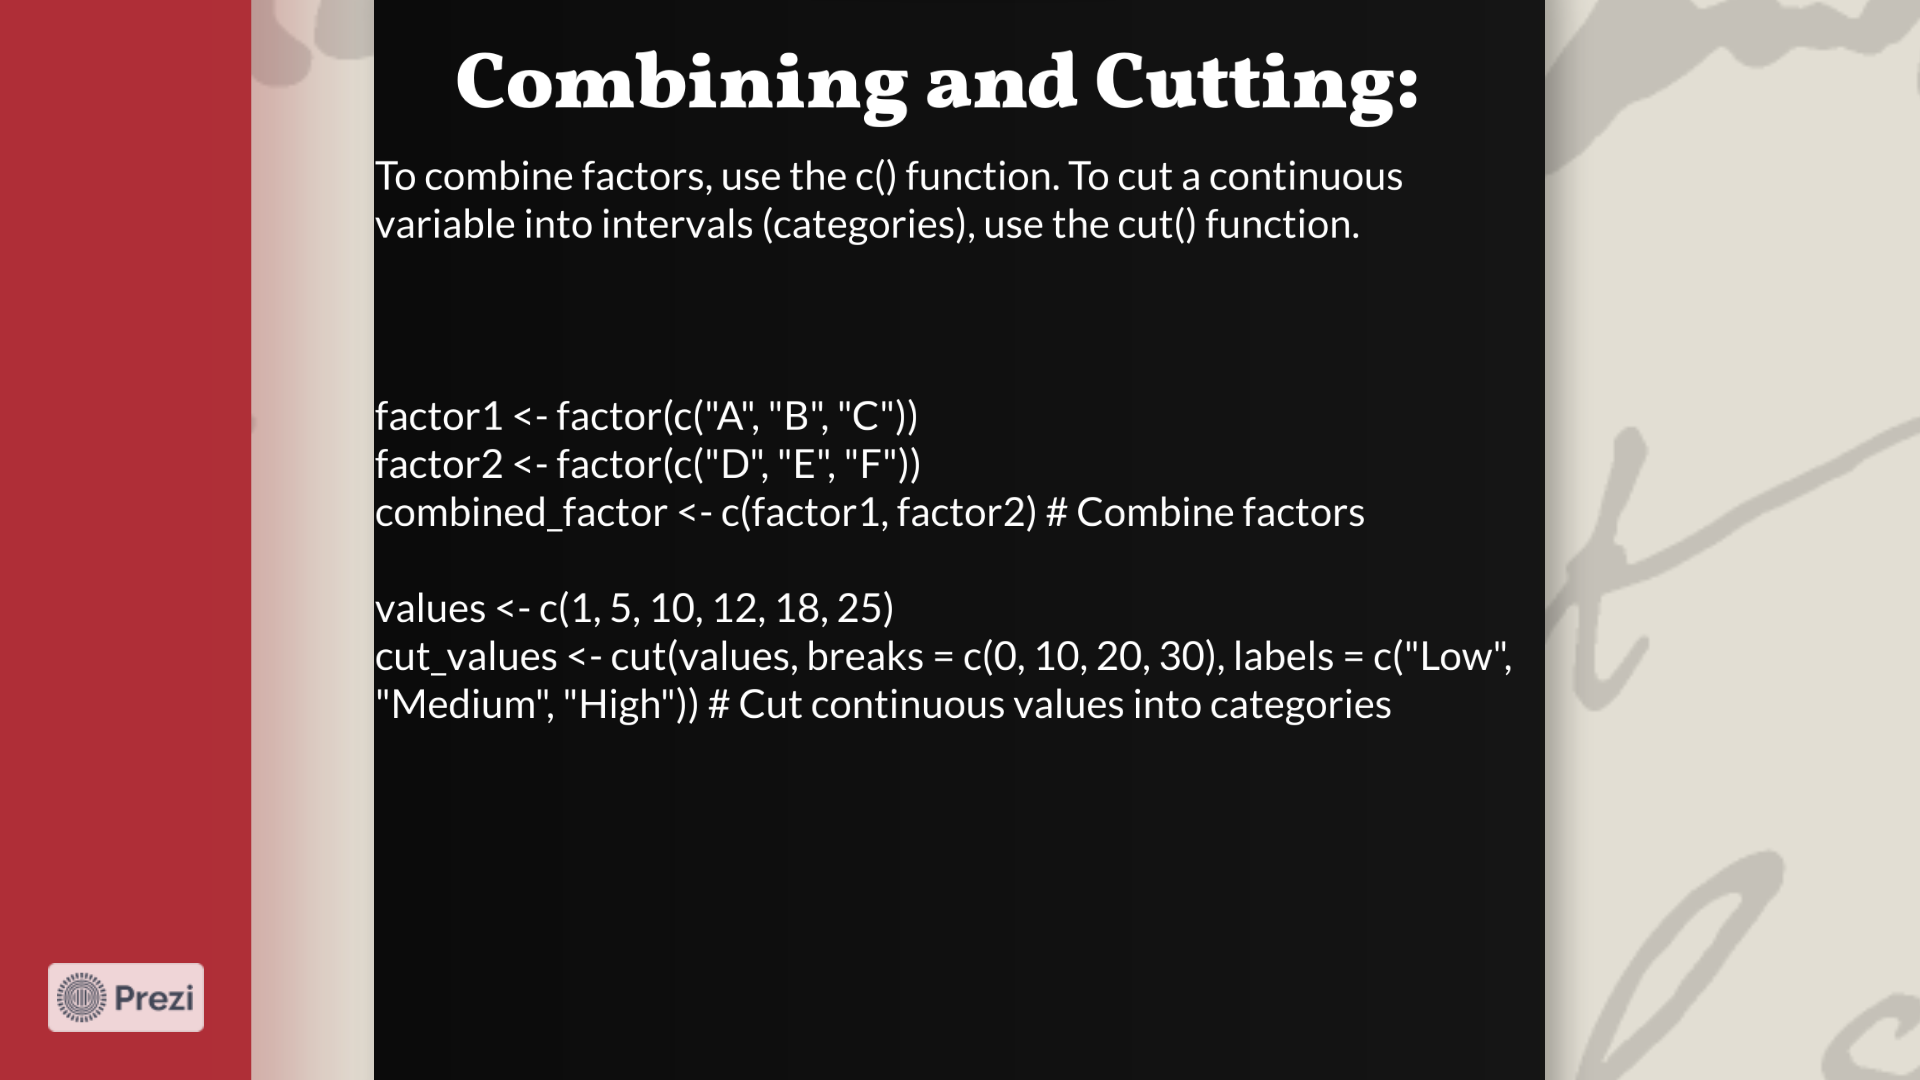 Combining and Cutting:
To combine factors, use the c() function. To cut a continuous
variable into intervals (categories), use the cut() function.
factor1 <- factor(c("A", "B", "C"))
factor2 <- factor(c("D", "E", "F"))
combined_factor <- c(factor1, factor2) # Combine factors
values <- c(1, 5, 10, 12, 18, 25)
cut_values <- cut(values, breaks = c(0, 10, 20, 30), labels = c("Low",
"Medium", "High")) # Cut continuous values into categories
Prezi